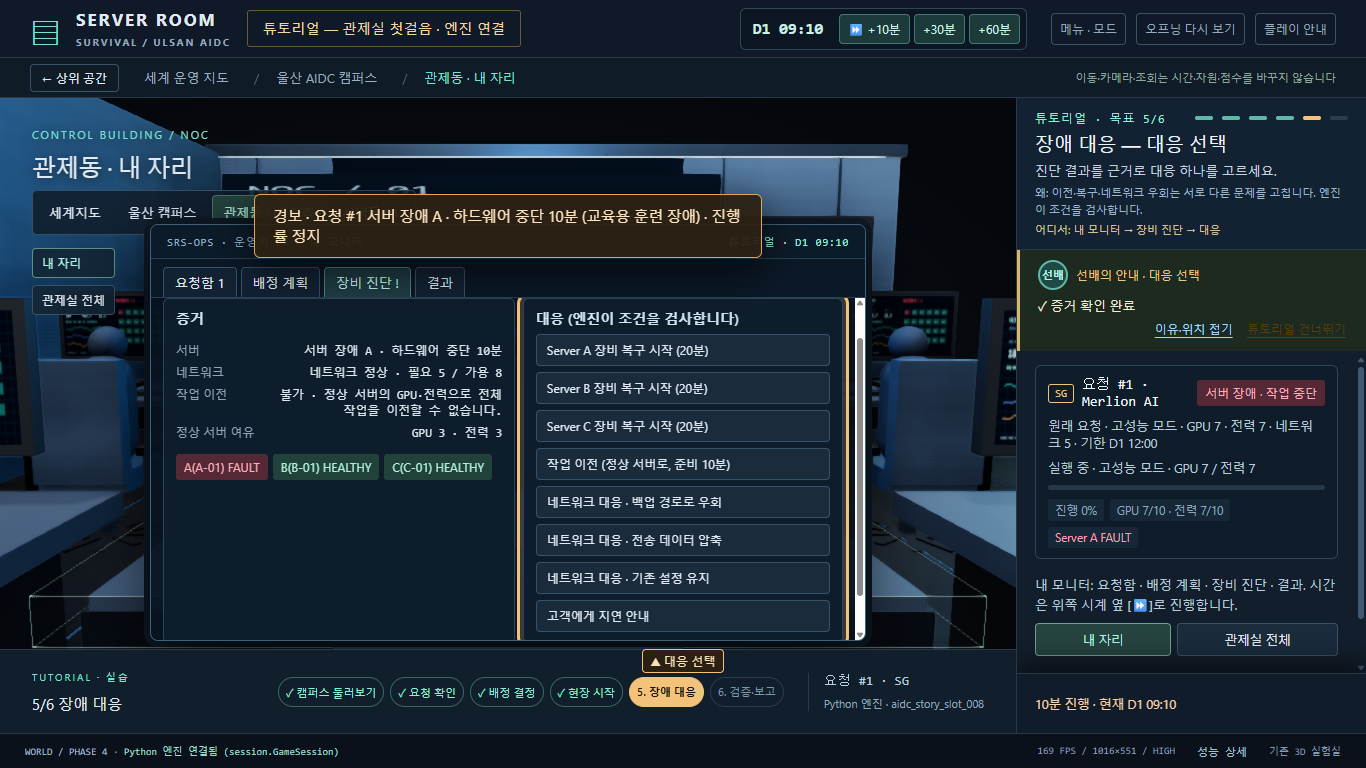 SERVER ROOM
SURVIVAL / ULSAN AIDC
튜토리얼 — 관제실 첫걸음 · 엔진 연결
D1 09:10
⏩ +10분
+30분
+60분
메뉴 · 모드
오프닝 다시 보기
플레이 안내
← 상위 공간
세계 운영 지도 / 울산 AIDC 캠퍼스 / 관제동 · 내 자리
이동·카메라·조회는 시간·자원·점수를 바꾸지 않습니다
CONTROL BUILDING / NOC
관제동 · 내 자리
세계지도
울산 캠퍼스
내 자리
관제실 전체
경보 · 요청 #1 서버 장애 A · 하드웨어 중단 10분 (교육용 훈련 장애) · 진행
률 정지
SRS-OPS · 운영
· D1 09:10
요청함 1
배정 계획
장비 진단 !
결과
증거
서버
서버 장애 A · 하드웨어 중단 10분
네트워크
네트워크 정상 · 필요 5 / 가용 8
작업 이전
불가 · 정상 서버의 GPU·전력으로 전체
작업을 이전할 수 없습니다.
정상 서버 여유
GPU 3 · 전력 3
A(A-01) FAULT
B(B-01) HEALTHY
C(C-01) HEALTHY
대응 (엔진이 조건을 검사합니다)
Server A 장비 복구 시작 (20분)
Server B 장비 복구 시작 (20분)
Server C 장비 복구 시작 (20분)
작업 이전 (정상 서버로, 준비 10분)
네트워크 대응 · 백업 경로로 우회
네트워크 대응 · 전송 데이터 압축
네트워크 대응 · 기존 설정 유지
고객에게 지연 안내
튜토리얼 · 목표 5/6
장애 대응 — 대응 선택
진단 결과를 근거로 대응 하나를 고르세요.
왜: 이전·복구·네트워크 우회는 서로 다른 문제를 고칩니다. 엔진
이 조건을 검사합니다.
어디서: 내 모니터 → 장비 진단 → 대응
선배
선배의 안내 · 대응 선택
✓ 증거 확인 완료
이유·위치 접기
튜토리얼 건너뛰기
SG
요청 #1 ·
Merlion AI
서버 장애 · 작업 중단
원래 요청 · 고성능 모드 · GPU 7 · 전력 7 · 네트워
크 5 · 기한 D1 12:00
실행 중 · 고성능 모드 · GPU 7 / 전력 7
진행 0%
GPU 7/10 · 전력 7/10
Server A FAULT
내 모니터: 요청함 · 배정 계획 · 장비 진단 · 결과. 시간
은 위쪽 시계 옆 [⏩]로 진행합니다.
내 자리
관제실 전체
10분 진행 · 현재 D1 09:10
▲ 대응 선택
TUTORIAL · 실습
5/6 장애 대응
✓ 캠퍼스 둘러보기
✓ 요청 확인
✓ 배정 결정
✓ 현장 시작
5. 장애 대응
6. 검증·보고
요청 #1 · SG
Python 엔진 · aidc_story_slot_008
WORLD / PHASE 4 · Python 엔진 연결됨 (session.GameSession)
169 FPS / 1016×551 / HIGH
성능 상세
기존 3D 실험실